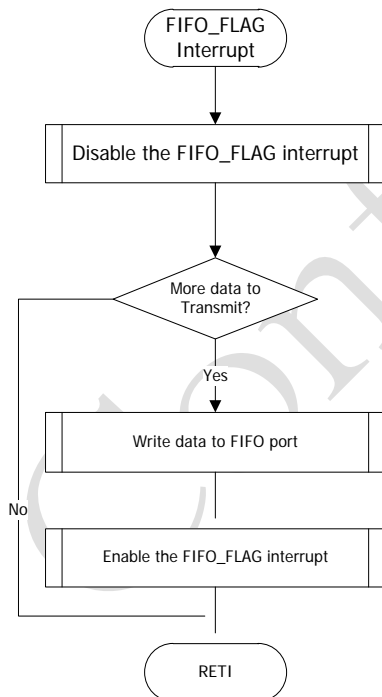 FIFO_FLAG
Interrupt
Disable the FIFO_FLAG interrupt
More data to
Transmit?
Yes
Write data to FIFO port
No
Enable the FIFO_FLAG interrupt
RETI